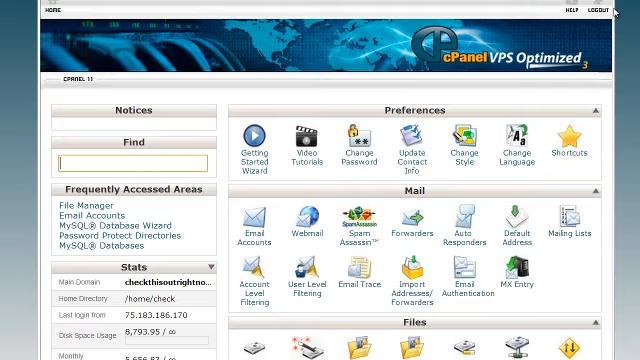 HOME
HELP
LOGOUT
cPanel VPS Optimized 3
CPANEL 11
Notices
Find
Frequently Accessed Areas
File Manager
Email Accounts
MySQL® Database Wizard
Password Protect Directories
MySQL® Databases
Stats
Main Domain checkthisoutrightno...
Home Directory /home/check
Last login from 75.183.186.170
Disk Space Usage 8,793.95 / ∞
Monthly
Preferences
Getting Started Wizard
Video Tutorials
Change Password
Update Contact Info
Change Style
Change Language
Shortcuts
Mail
Email Accounts
Webmail
SpamAssassin
Spam Assassin™
Forwarders
Auto Responders
Default Address
Mailing Lists
Account Level Filtering
User Level Filtering
Email Trace
Import Addresses/ Forwarders
Email Authentication
MX Entry
Files